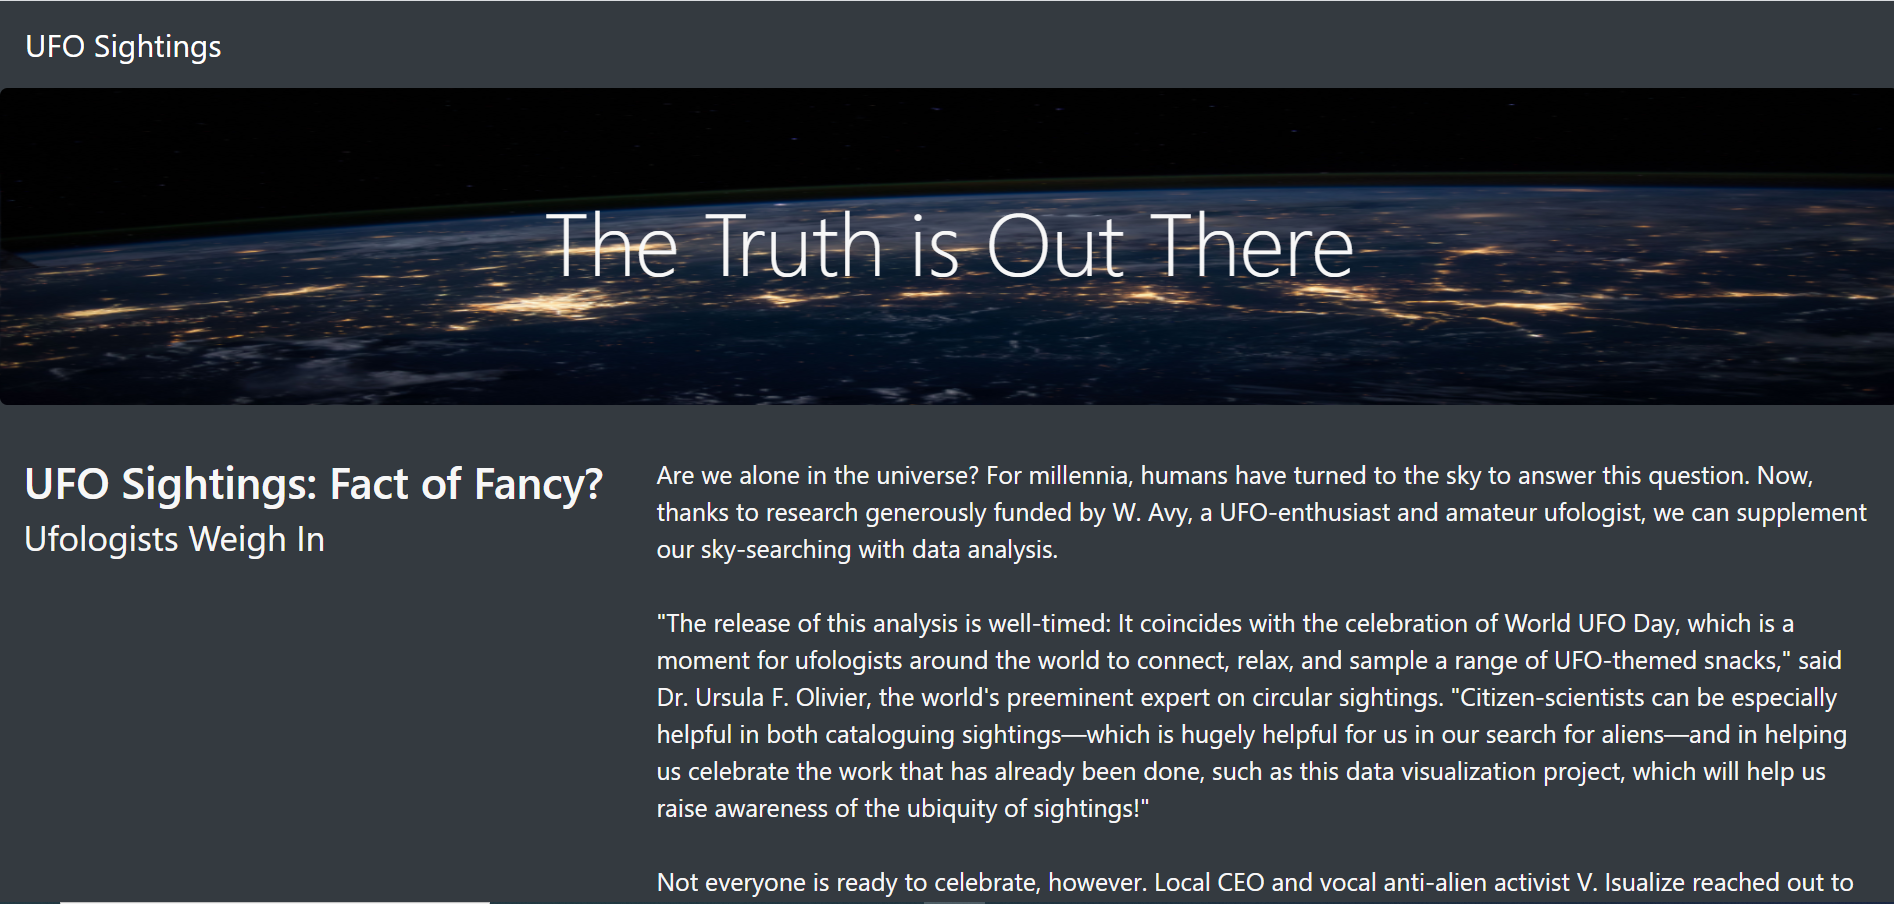 UFO Sightings
The Truth is Out There
UFO Sightings: Fact of Fancy?
Ufologists Weigh In
Are we alone in the universe? For millennia, humans have turned to the sky to answer this question. Now,
thanks to research generously funded by W. Avy, a UFO-enthusiast and amateur ufologist, we can supplement
our sky-searching with data analysis.
"The release of this analysis is well-timed: It coincides with the celebration of World UFO Day, which is a
moment for ufologists around the world to connect, relax, and sample a range of UFO-themed snacks," said
Dr. Ursula F. Olivier, the world's preeminent expert on circular sightings. "Citizen-scientists can be especially
helpful in both cataloguing sightings—which is hugely helpful for us in our search for aliens—and in helping
us celebrate the work that has already been done, such as this data visualization project, which will help us
raise awareness of the ubiquity of sightings!"
Not everyone is ready to celebrate, however. Local CEO and vocal anti-alien activist V. Isualize reached out to